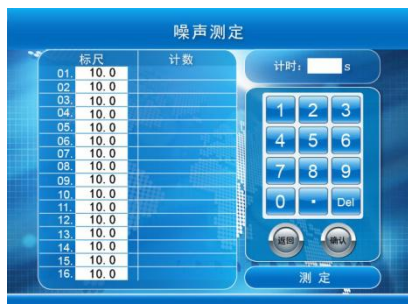 噪声测定
标尺 计数
01. 10.0
02. 10.0
03. 10.0
04. 10.0
05. 10.0
06. 10.0
07. 10.0
08. 10.0
09. 10.0
10. 10.0
11. 10.0
12. 10.0
13. 10.0
14. 10.0
15. 10.0
16. 10.0
计时: s
1 2 3
4 5 6
7 8 9
0 . Del
返回 确认
测 定